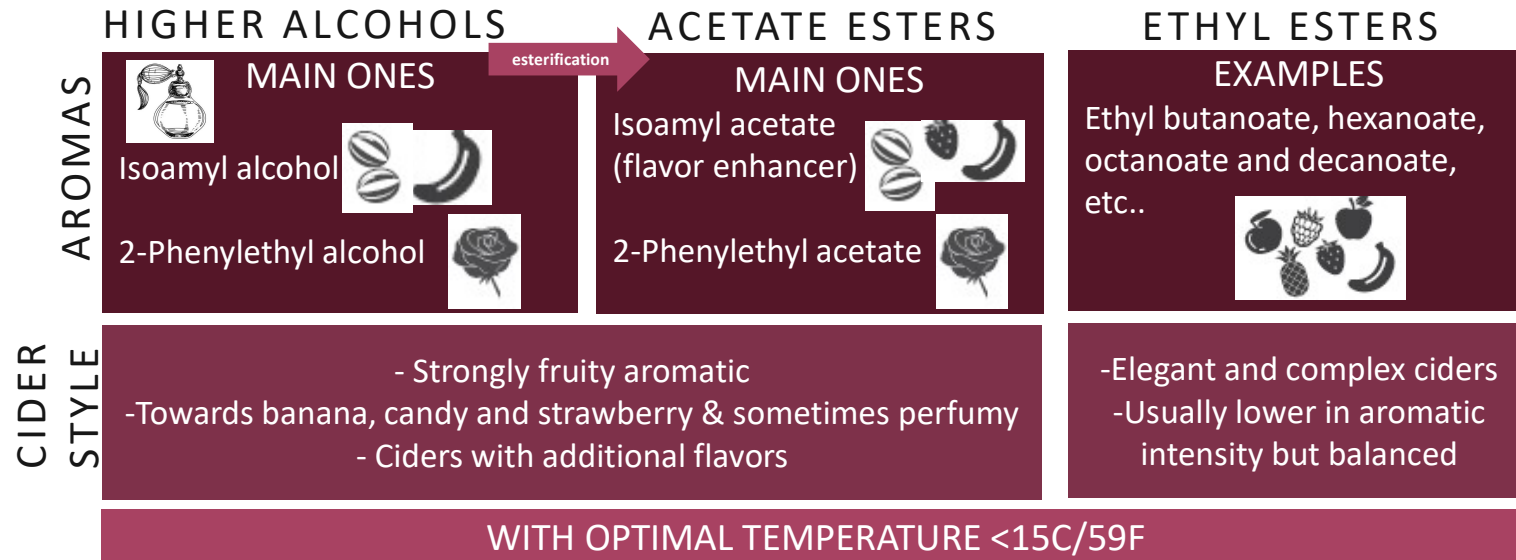 HIGHER ALCOHOLS
esterification
ACETATE ESTERS
ETHYL ESTERS
AROMAS
MAIN ONES
Isoamyl alcohol
2-Phenylethyl alcohol
MAIN ONES
Isoamyl acetate
(flavor enhancer)
2-Phenylethyl acetate
EXAMPLES
Ethyl butanoate, hexanoate,
octanoate and decanoate,
etc..
CIDER
STYLE
- Strongly fruity aromatic
-Towards banana, candy and strawberry & sometimes perfumy
- Ciders with additional flavors
-Elegant and complex ciders
-Usually lower in aromatic
intensity but balanced
WITH OPTIMAL TEMPERATURE <15C/59F